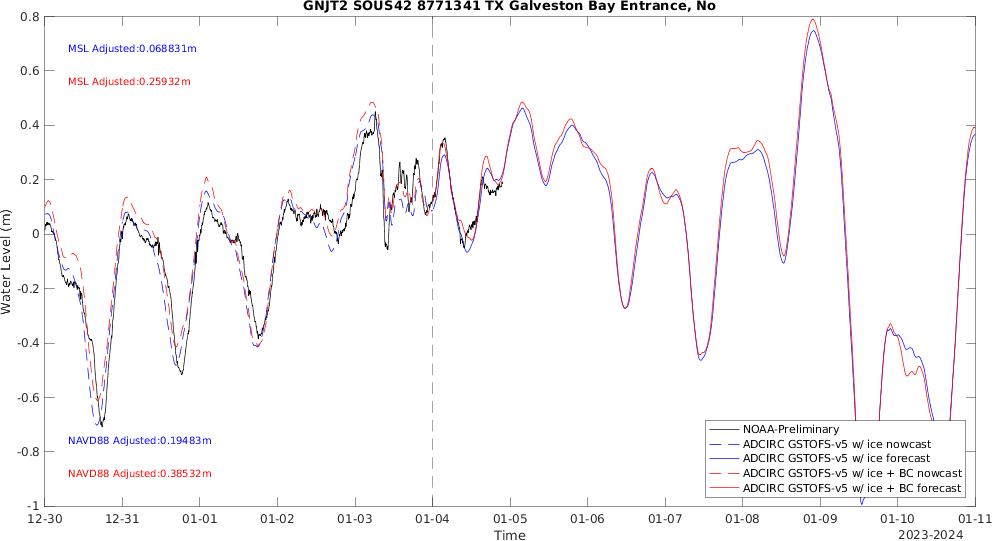 GNJT2 SOUS42 8771341 TX Galveston Bay Entrance, No
MSL Adjusted:0.068831m
MSL Adjusted:0.25932m
NAVD88 Adjusted:0.19483m
NAVD88 Adjusted:0.38532m
Water Level (m)
0.8
0.6
0.4
0.2
0
-0.2
-0.4
-0.6
-0.8
-1
NOAA-Preliminary
ADCIRC GSTOFS-v5 w/ ice nowcast
ADCIRC GSTOFS-v5 w/ ice forecast
ADCIRC GSTOFS-v5 w/ ice + BC nowcast
ADCIRC GSTOFS-v5 w/ ice + BC forecast
12-30 12-31 01-01 01-02 01-03 01-04 01-05 01-06 01-07 01-08 01-09 01-10 01-11
Time
2023-2024